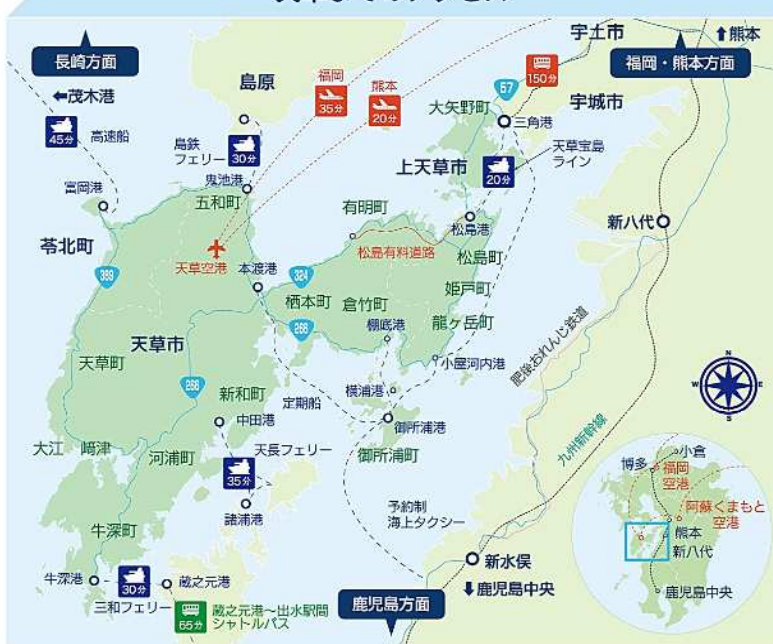 長崎方面
←茂木港
45分
高速船
富岡港
島原
島鉄
フェリー
30分
鬼池港
福岡
35分
熊本
20分
宇土市
↑熊本
福岡・熊本方面
57
150分
大矢野町
三角港
宇城市
上天草市
20分
天草宝島
ライン
五和町
有明町
松島港
苓北町
天草空港
本渡港
松島有料道路
松島町
新八代
389
324
栖本町
倉竹町
姫戸町
棚底港
龍ヶ岳町
266
天草市
天草町
266
新和町
小屋河内港
肥後おれんじ鉄道
横浦港
定期船
中田港
御所浦港
大江
﨑津
河浦町
天長フェリー
御所浦町
35分
九州新幹線
N
W
E
S
小倉
博多
福岡
空港
阿蘇くまもと
空港
熊本
新八代
鹿児島中央
諸浦港
予約制
海上タクシー
牛深町
新水俣
牛深港
30分
蔵之元港
↓鹿児島中央
三和フェリー
鹿児島方面
65分
蔵之元港～出水駅間
シャトルバス